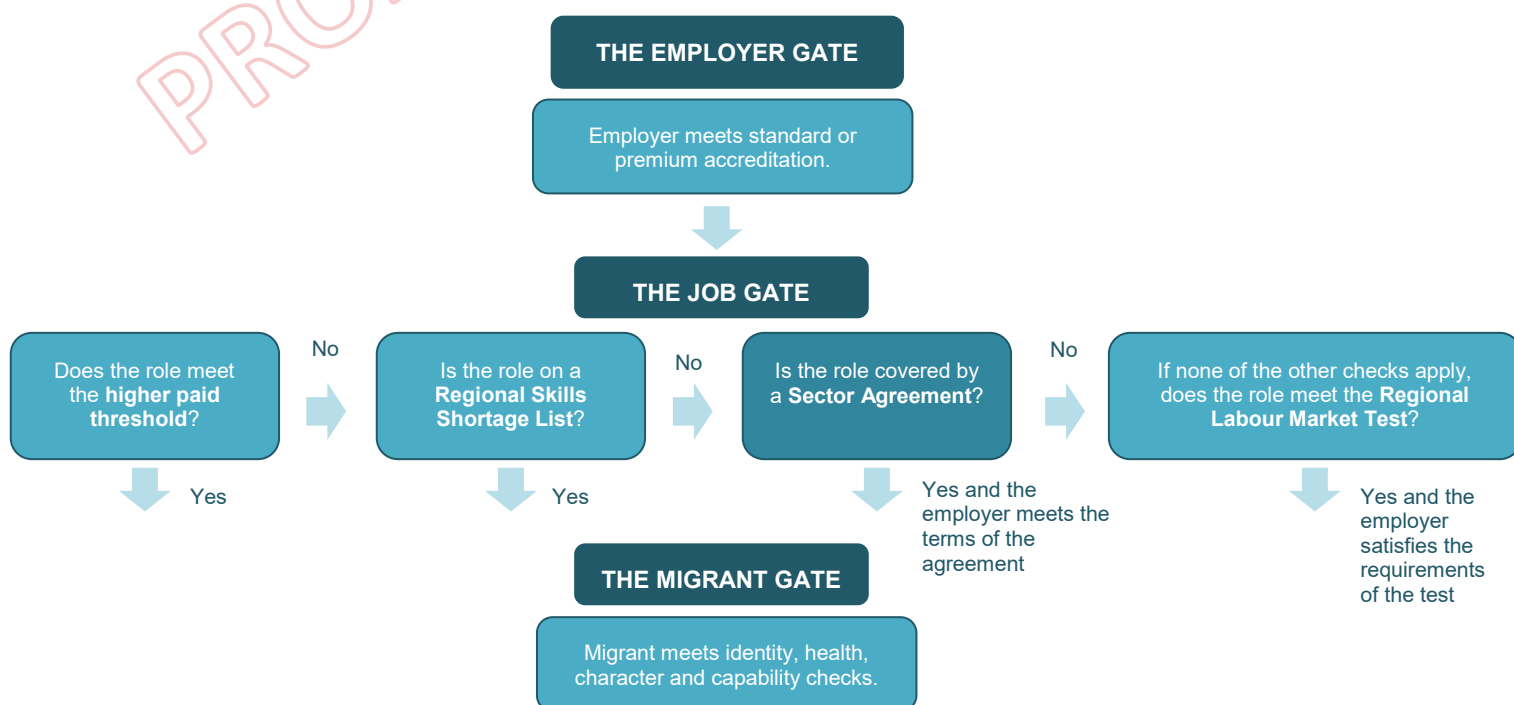 PRO
THE EMPLOYER GATE
Employer meets standard or
premium accreditation.
THE JOB GATE
Does the role meet
the higher paid
threshold?
No
Is the role on a
Regional Skills
Shortage List?
No
Is the role covered by
a Sector Agreement?
No
If none of the other checks apply,
does the role meet the Regional
Labour Market Test?
Yes
Yes
Yes and the
employer meets the
terms of the
agreement
Yes and the
employer
satisfies the
requirements
of the test
THE MIGRANT GATE
Migrant meets identity, health,
character and capability checks.